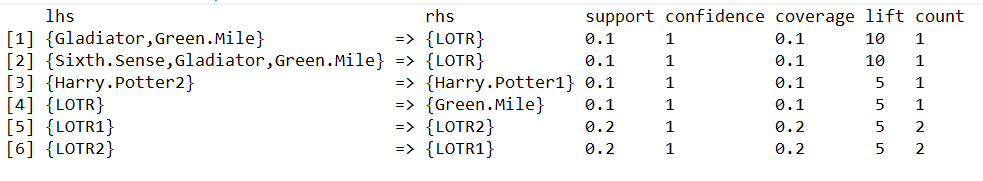 lhs                                 rhs            support confidence coverage lift count
[1] {Gladiator,Green.Mile}           => {LOTR}         0.1     1          0.1      10   1
[2] {Sixth.Sense,Gladiator,Green.Mile} => {LOTR}         0.1     1          0.1      10   1
[3] {Harry.Potter2}                  => {Harry.Potter1} 0.1     1          0.1       5   1
[4] {LOTR}                           => {Green.Mile}   0.1     1          0.1       5   1
[5] {LOTR1}                          => {LOTR2}        0.2     1          0.2       5   2
[6] {LOTR2}                          => {LOTR1}        0.2     1          0.2       5   2